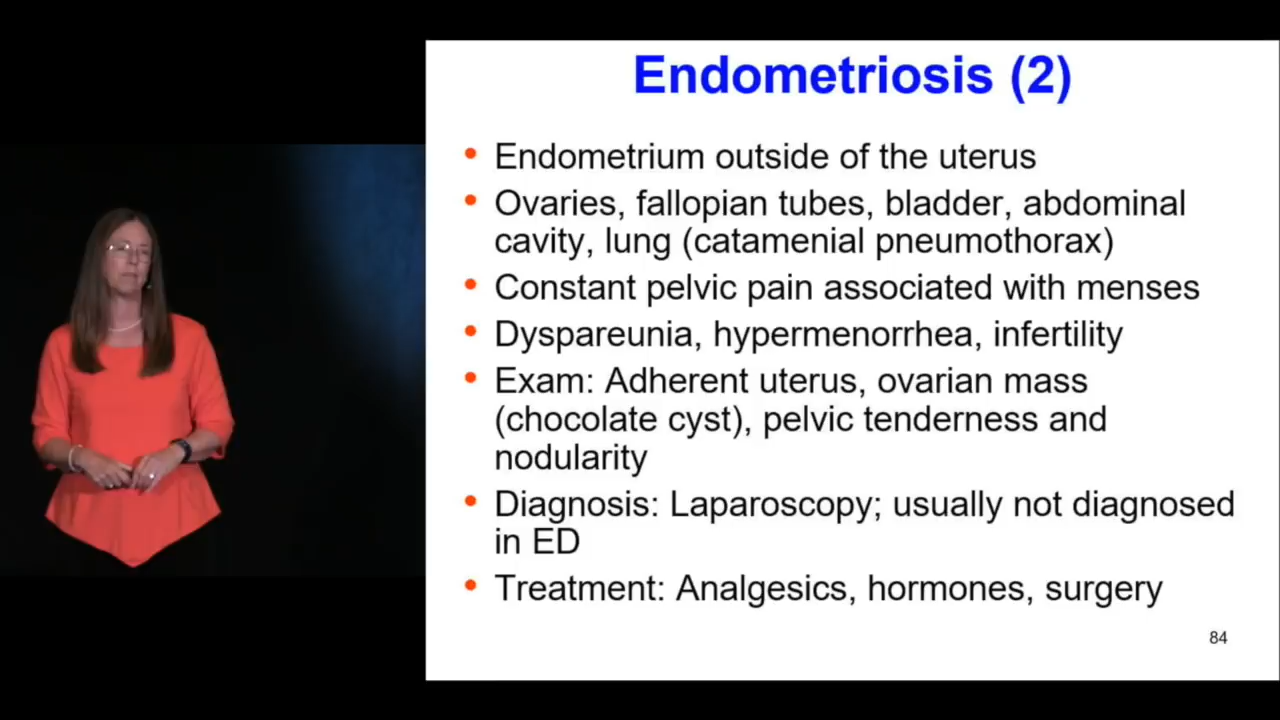 Endometriosis (2)
• Endometrium outside of the uterus
• Ovaries, fallopian tubes, bladder, abdominal
cavity, lung (catamenial pneumothorax)
• Constant pelvic pain associated with menses
• Dyspareunia, hypermenorrhea, infertility
• Exam: Adherent uterus, ovarian mass
(chocolate cyst), pelvic tenderness and
nodularity
• Diagnosis: Laparoscopy; usually not diagnosed
in ED
• Treatment: Analgesics, hormones, surgery
84